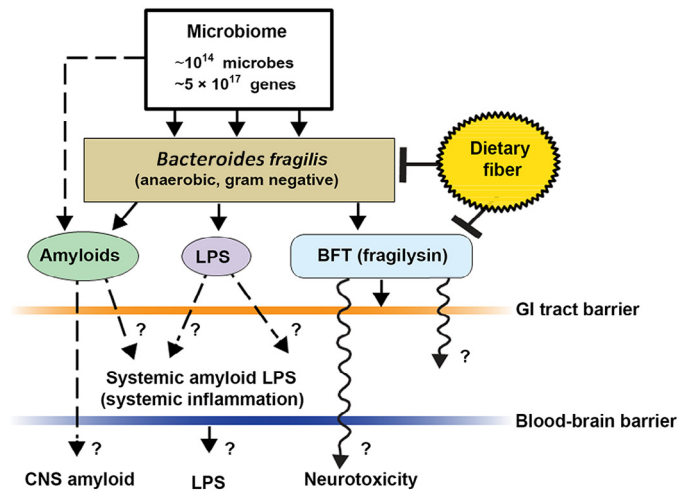 Microbiome
~10¹⁴ microbes
~5 × 10¹⁷ genes
Bacteroides fragilis
(anaerobic, gram negative)
Dietary
fiber
Amyloids
LPS
BFT (fragilysin)
GI tract barrier
?
?
?
?
Systemic amyloid LPS
(systemic inflammation)
Blood-brain barrier
?
?
?
CNS amyloid
LPS
Neurotoxicity